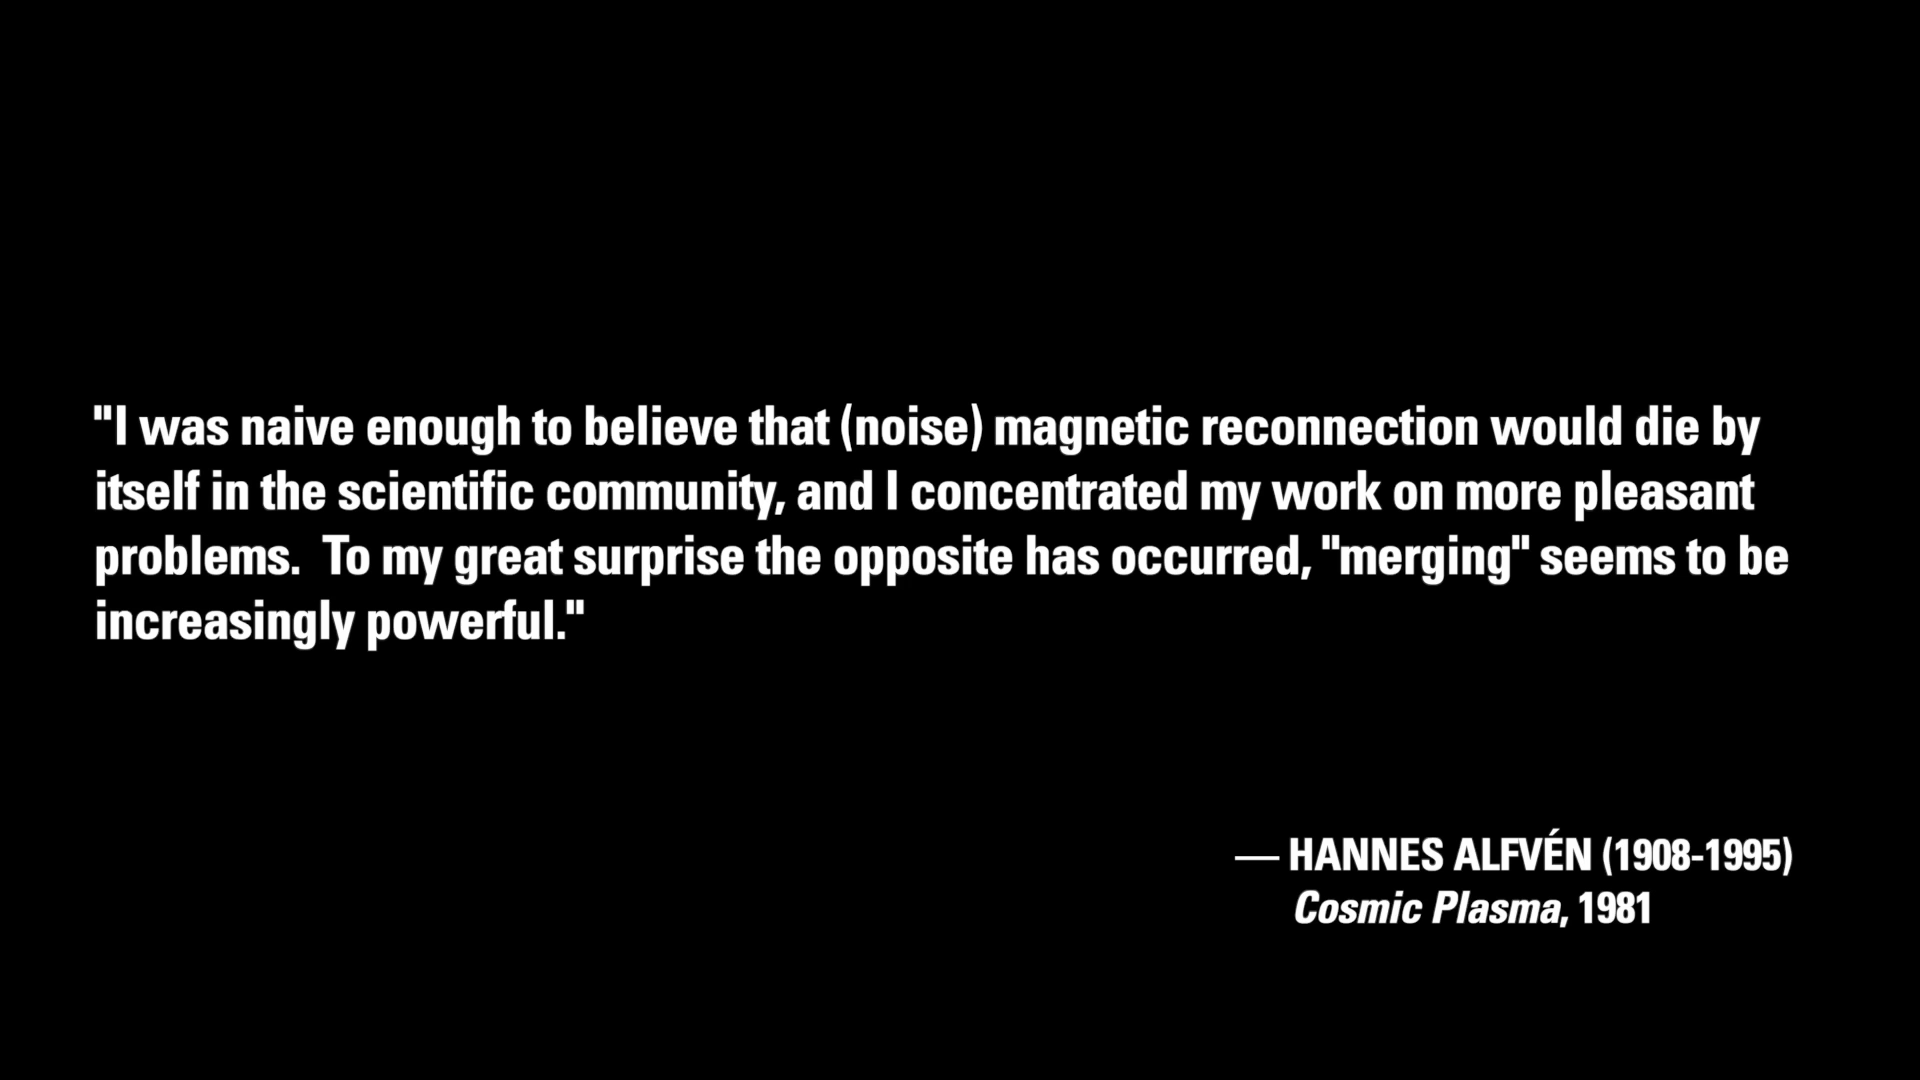 "I was naive enough to believe that (noise) magnetic reconnection would die by
itself in the scientific community, and I concentrated my work on more pleasant
problems.  To my great surprise the opposite has occurred, "merging" seems to be
increasingly powerful."
— HANNES ALFVÉN (1908-1995)
Cosmic Plasma, 1981